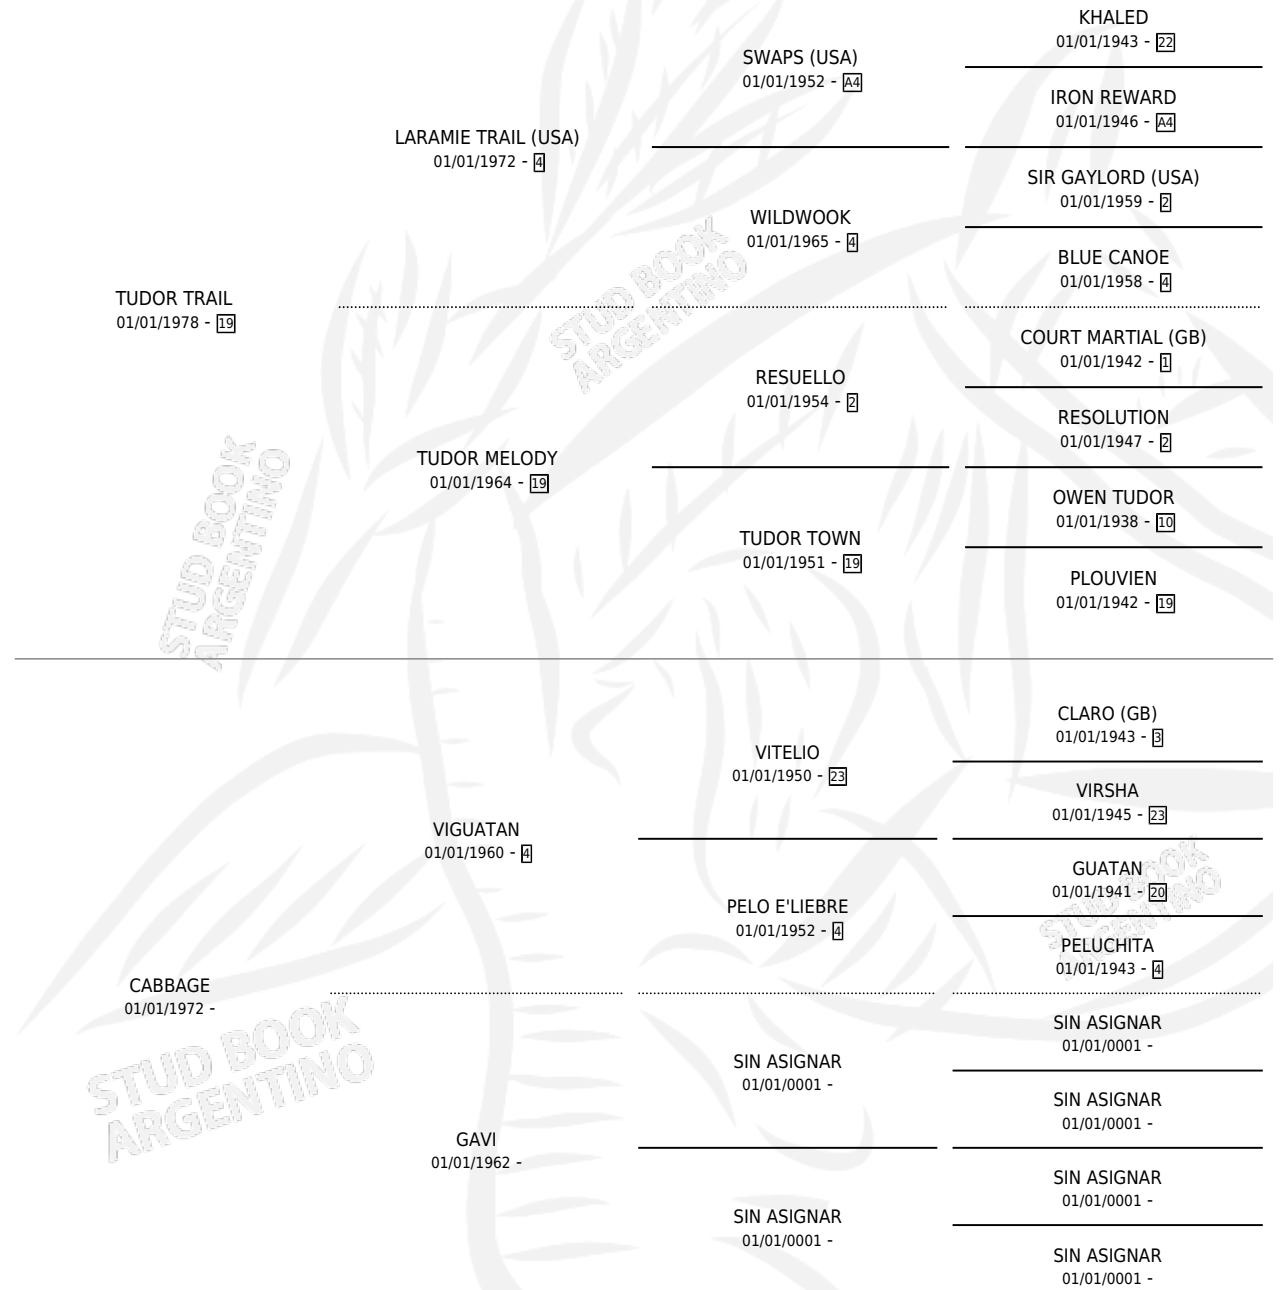 KHALED
01/01/1943 - 22
SWAPS (USA)
01/01/1952 - A4
IRON REWARD
01/01/1946 - A4
LARAMIE TRAIL (USA)
01/01/1972 - 4
SIR GAYLORD (USA)
01/01/1959 - 2
WILDWOOK
01/01/1965 - 4
BLUE CANOE
01/01/1958 - 4
TUDOR TRAIL
01/01/1978 - 19
COURT MARTIAL (GB)
01/01/1942 - 1
RESUELLO
01/01/1954 - 2
RESOLUTION
01/01/1947 - 2
TUDOR MELODY
01/01/1964 - 19
OWEN TUDOR
01/01/1938 - 10
TUDOR TOWN
01/01/1951 - 19
PLOUVIEN
01/01/1942 - 19
CLARO (GB)
01/01/1943 - 3
VITELIO
01/01/1950 - 23
VIRSHA
01/01/1945 - 23
VIGUATAN
01/01/1960 - 4
GUATAN
01/01/1941 - 20
PELO E'LIEBRE
01/01/1952 - 4
PELUCHITA
01/01/1943 - 4
CABBAGE
01/01/1972 -
SIN ASIGNAR
01/01/0001 -
SIN ASIGNAR
01/01/0001 -
SIN ASIGNAR
01/01/0001 -
GAVI
01/01/1962 -
SIN ASIGNAR
01/01/0001 -
SIN ASIGNAR
01/01/0001 -
SIN ASIGNAR
01/01/0001 -
STUD BOOK
ARGENTINO
STUD BOOK
ARGENTINO
STUD BOOK
ARGENTINO
STUD BOOK
ARGENTINO